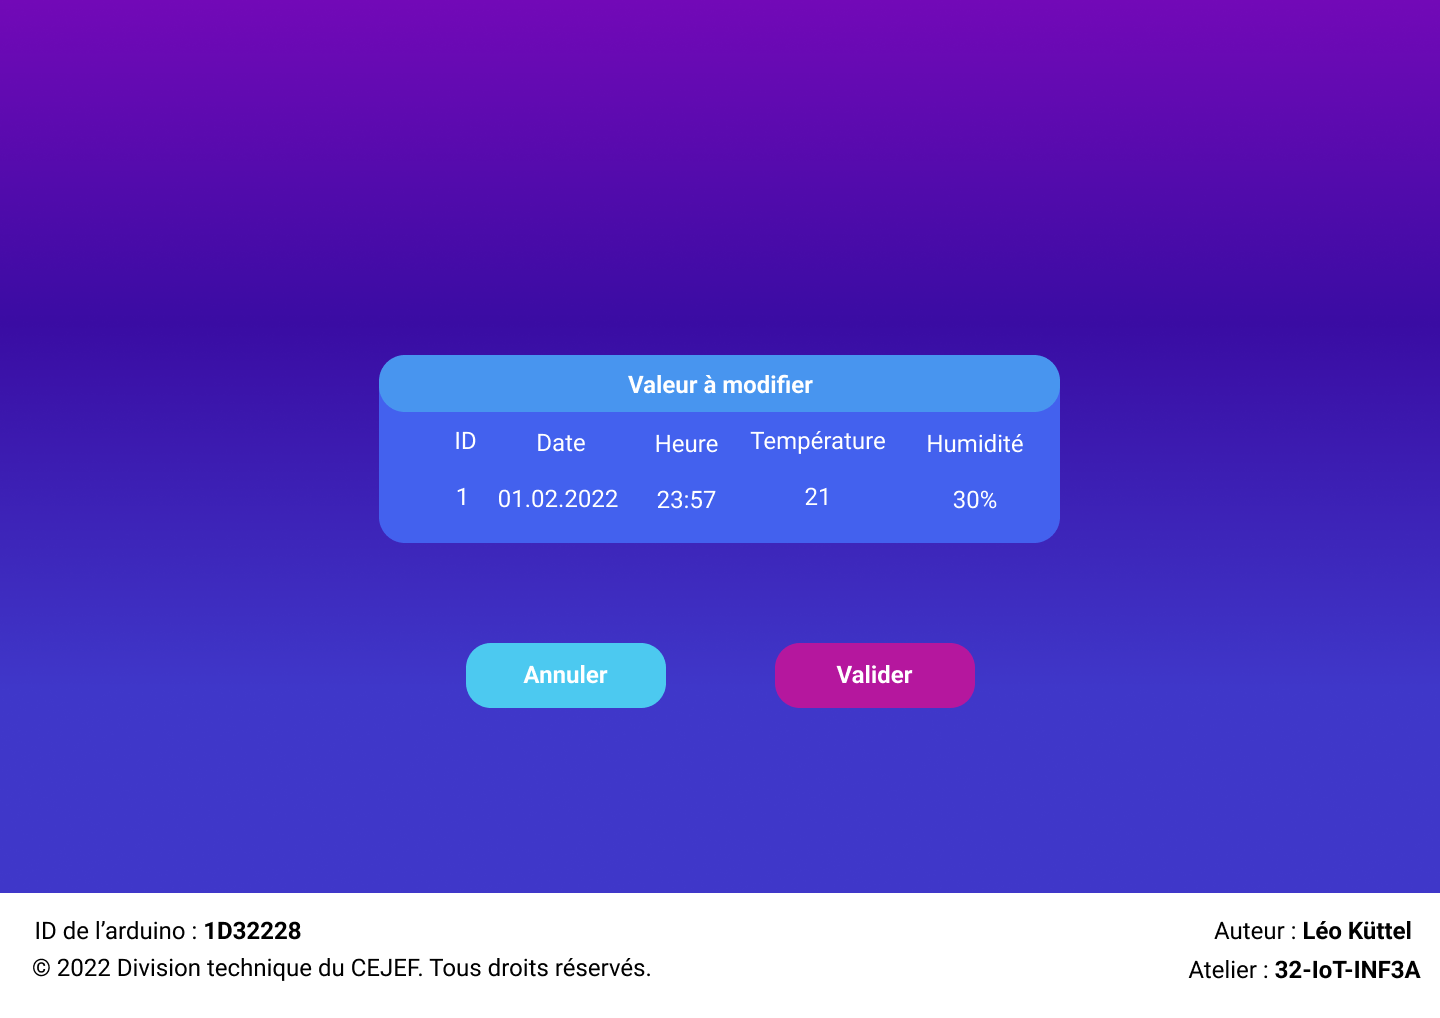 Valeur à modifier
ID Date Heure Température Humidité
1 01.02.2022 23:57 21 30%
Annuler Valider
ID de l’arduino : 1D32228 Auteur : Léo Küttel
© 2022 Division technique du CEJEF. Tous droits réservés. Atelier : 32-IoT-INF3A